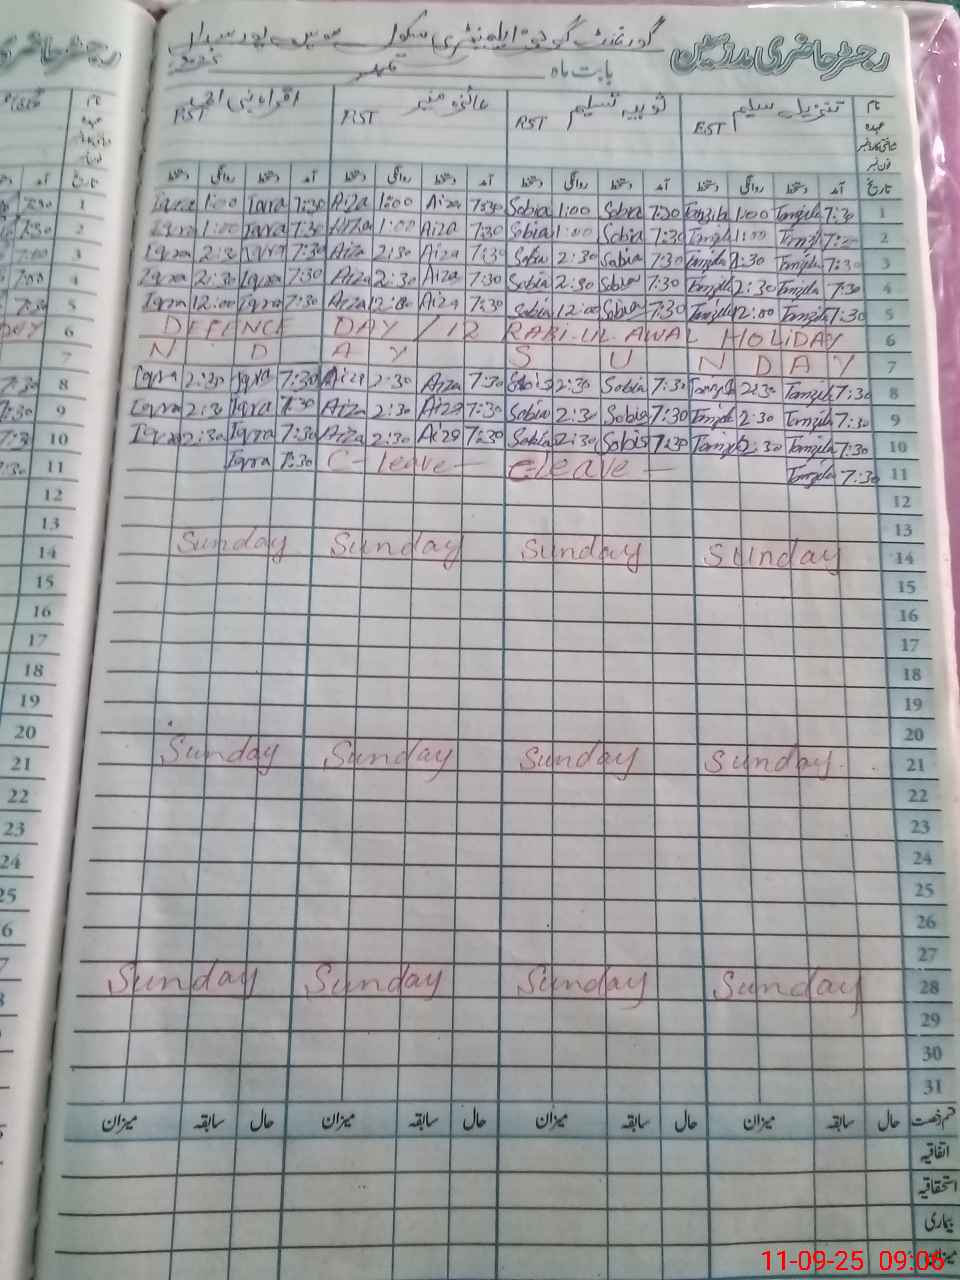 رجسٹر حاضری مدرسین گورنمنٹ گرلز ایلیمنٹری سکول
بابت ماہ ستمبر 2025
نام تنزیلہ سلیم ثوبیہ تسلیم عائزہ منیر اقراء
عہدہ EST RST RST RST
تاریخ آمد دستخط روانگی دستخط آمد دستخط روانگی دستخط آمد دستخط روانگی دستخط آمد دستخط روانگی دستخط
Iqra 1:00 Iqra 7:30 Aiza 1:00 Aiza 7:30 Sobia 1:00 Sobia 7:30 Tanzila 1:00 Tanzila 7:30 1
Iqra 1:00 Iqra 7:30 Aiza 1:00 Aiza 7:30 Sobia 1:00 Sobia 7:30 Tanzila 1:00 Tanzila 7:30 2
Iqra 2:30 Iqra 7:30 Aiza 2:30 Aiza 7:30 Sobia 2:30 Sobia 7:30 Tanzila 2:30 Tanzila 7:30 3
Iqra 2:30 Iqra 7:30 Aiza 2:30 Aiza 7:30 Sobia 2:30 Sobia 7:30 Tanzila 2:30 Tanzila 7:30 4
Iqra 12:00 Iqra 7:30 Aiza 12:00 Aiza 7:30 Sobia 12:00 Sobia 7:30 Tanzila 12:00 Tanzila 7:30 5
DEFENCE DAY / 12 RABI-UL AWAL HOLIDAY 6
N D A Y S U N D A Y 7
Iqra 2:30 Iqra 7:30 Aiza 2:30 Aiza 7:30 Sobia 2:30 Sobia 7:30 Tanzila 2:30 Tanzila 7:30 8
Iqra 2:30 Iqra 7:30 Aiza 2:30 Aiza 7:30 Sobia 2:30 Sobia 7:30 Tanzila 2:30 Tanzila 7:30 9
Iqra 2:30 Iqra 7:30 Aiza 2:30 Aiza 7:30 Sobia 2:30 Sobia 7:30 Tanzila 2:30 Tanzila 7:30 10
Iqra 7:30 C-leave C-leave Tanzila 7:30 11
12
13
Sunday Sunday Sunday Sunday 14
15
16
17
18
19
20
Sunday Sunday Sunday Sunday 21
22
23
24
25
26
27
Sunday Sunday Sunday Sunday 28
29
30
31
قسم رخصت حال سابقہ میزان حال سابقہ میزان حال سابقہ میزان حال سابقہ میزان
اتفاقیہ
استحقاقیہ
بیماری
میزان
11-09-25 09:06